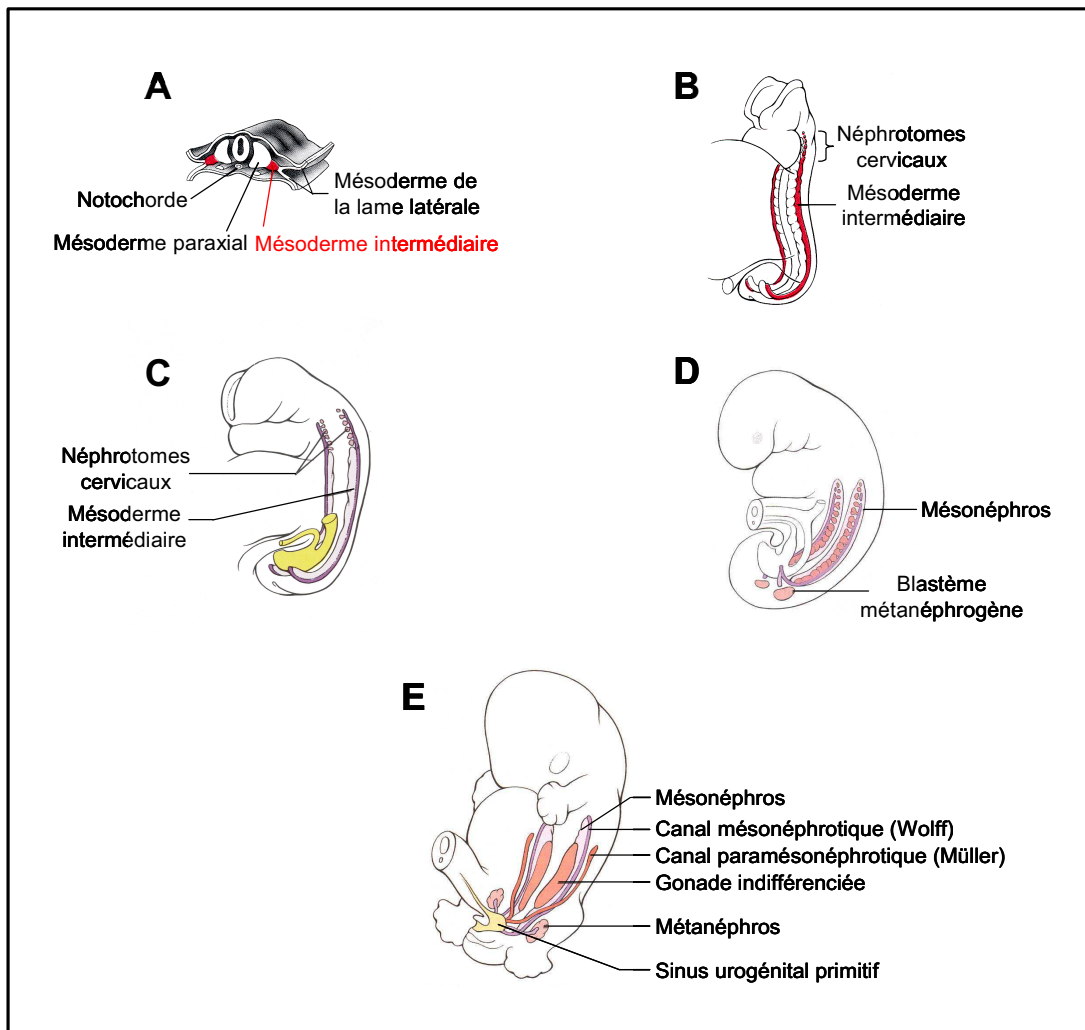 A
Notochorde
Mésoderme de
la lame latérale
Mésoderme paraxial
Mésoderme intermédiaire
B
Néphrotomes
cervicaux
Mésoderme
intermédiaire
C
Néphrotomes
cervicaux
Mésoderme
intermédiaire
D
Mésonéphros
Blastème
métanéphrogène
E
Mésonéphros
Canal mésonéphrotique (Wolff)
Canal paramésonéphrotique (Müller)
Gonade indifférenciée
Métanéphros
Sinus urogénital primitif